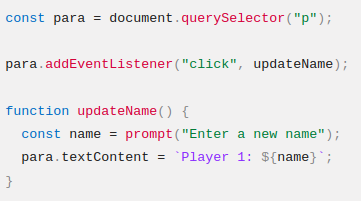 const para = document.querySelector("p");
para.addEventListener("click", updateName);
function updateName() {
  const name = prompt("Enter a new name");
  para.textContent = `Player 1: ${name}`;
}